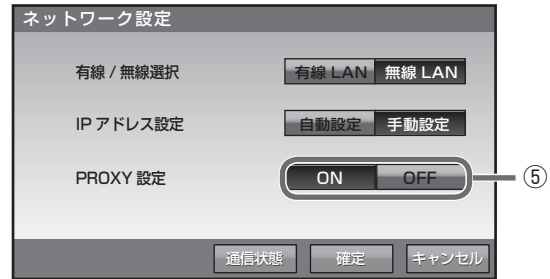 ネットワーク設定
有線 / 無線選択 有線 LAN 無線 LAN
IP アドレス設定 自動設定 手動設定
PROXY 設定 ON OFF ⑤
通信状態 確定 キャンセル